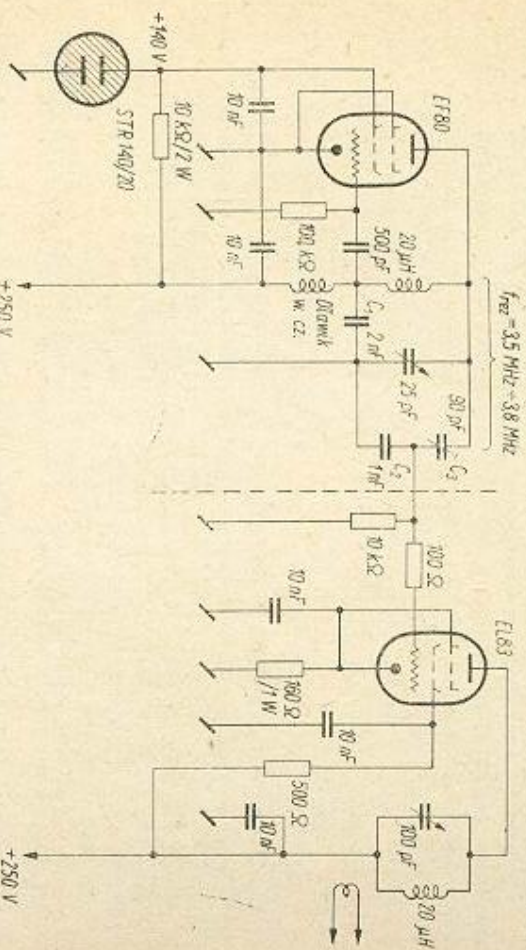 f_rez = 3,5 MHz ÷ 3,8 MHz
EF80
20 µH
500 pF
100 kΩ
10 nF
10 nF
+140 V
10 kΩ/2 W
STR 140/20
+250 V
Dławik
w. cz.
C₁
2 nF
25 pF
90 pF
C₃
C₂
1 nF
EL83
100 Ω
10 kΩ
10 nF
160 Ω
/1 W
10 nF
500 Ω
10 nF
100 pF
20 µH
+250 V